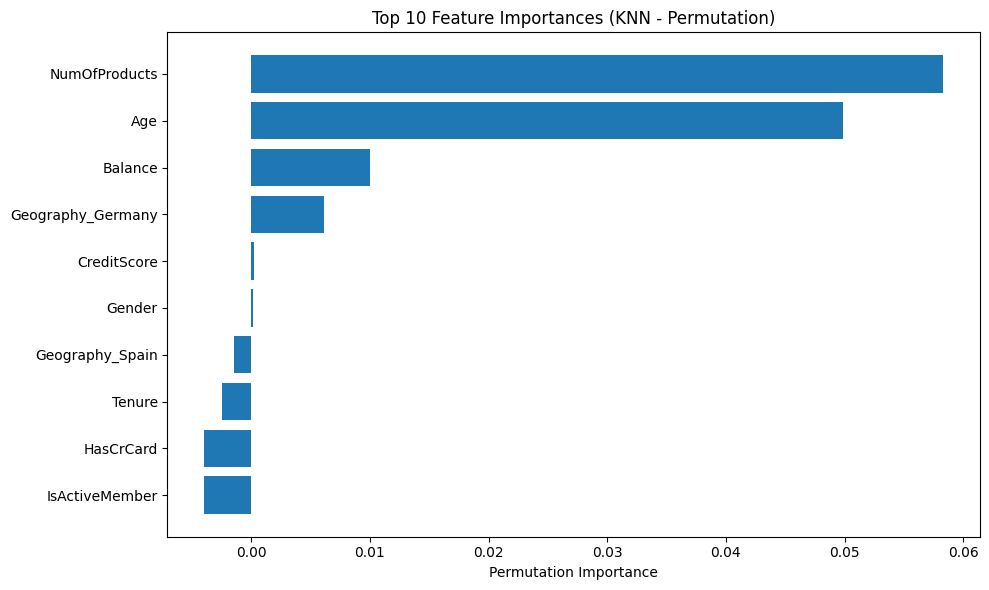 Top 10 Feature Importances (KNN - Permutation)
NumOfProducts
Age
Balance
Geography_Germany
CreditScore
Gender
Geography_Spain
Tenure
HasCrCard
IsActiveMember
0.00 0.01 0.02 0.03 0.04 0.05 0.06
Permutation Importance